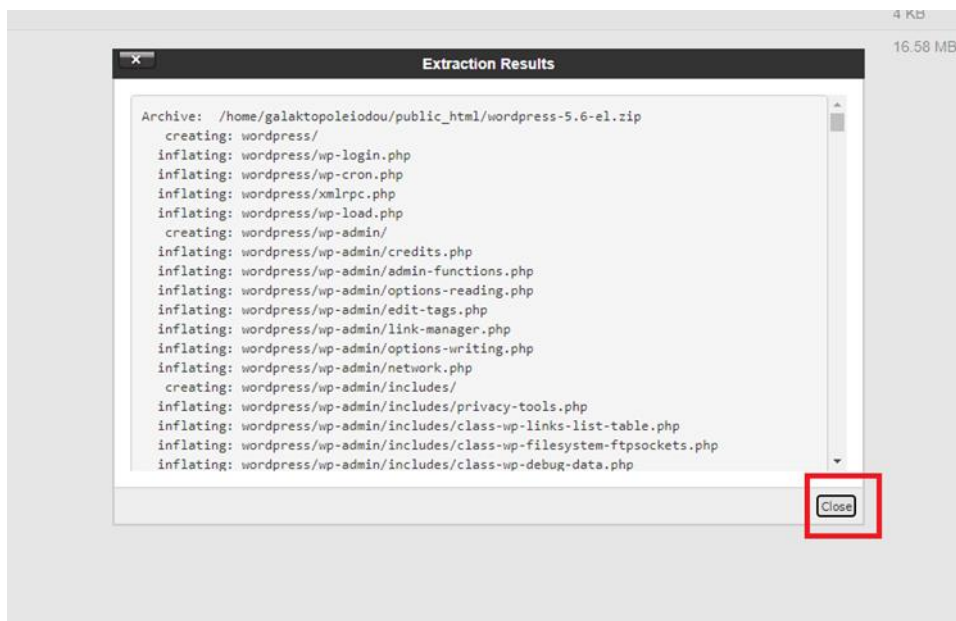 4 KB
16.58 MB
Extraction Results
Archive:  /home/galaktopoleiodou/public_html/wordpress-5.6-el.zip
creating: wordpress/
inflating: wordpress/wp-login.php
inflating: wordpress/wp-cron.php
inflating: wordpress/xmlrpc.php
inflating: wordpress/wp-load.php
creating: wordpress/wp-admin/
inflating: wordpress/wp-admin/credits.php
inflating: wordpress/wp-admin/admin-functions.php
inflating: wordpress/wp-admin/options-reading.php
inflating: wordpress/wp-admin/edit-tags.php
inflating: wordpress/wp-admin/link-manager.php
inflating: wordpress/wp-admin/options-writing.php
inflating: wordpress/wp-admin/network.php
creating: wordpress/wp-admin/includes/
inflating: wordpress/wp-admin/includes/privacy-tools.php
inflating: wordpress/wp-admin/includes/class-wp-links-list-table.php
inflating: wordpress/wp-admin/includes/class-wp-filesystem-ftpsockets.php
inflating: wordpress/wp-admin/includes/class-wp-debug-data.php
Close